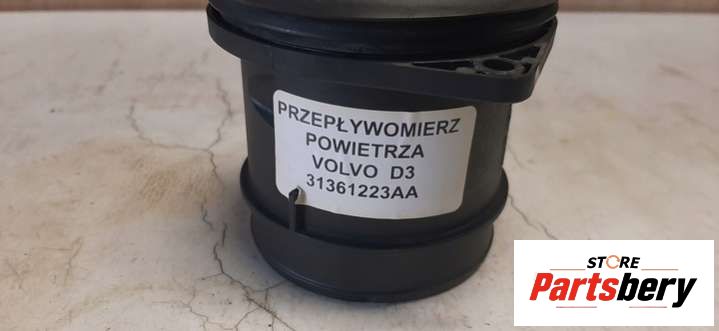 PRZEPŁYWOMIERZ
POWIETRZA
VOLVO D3
31361223AA
STORE
Partsbery